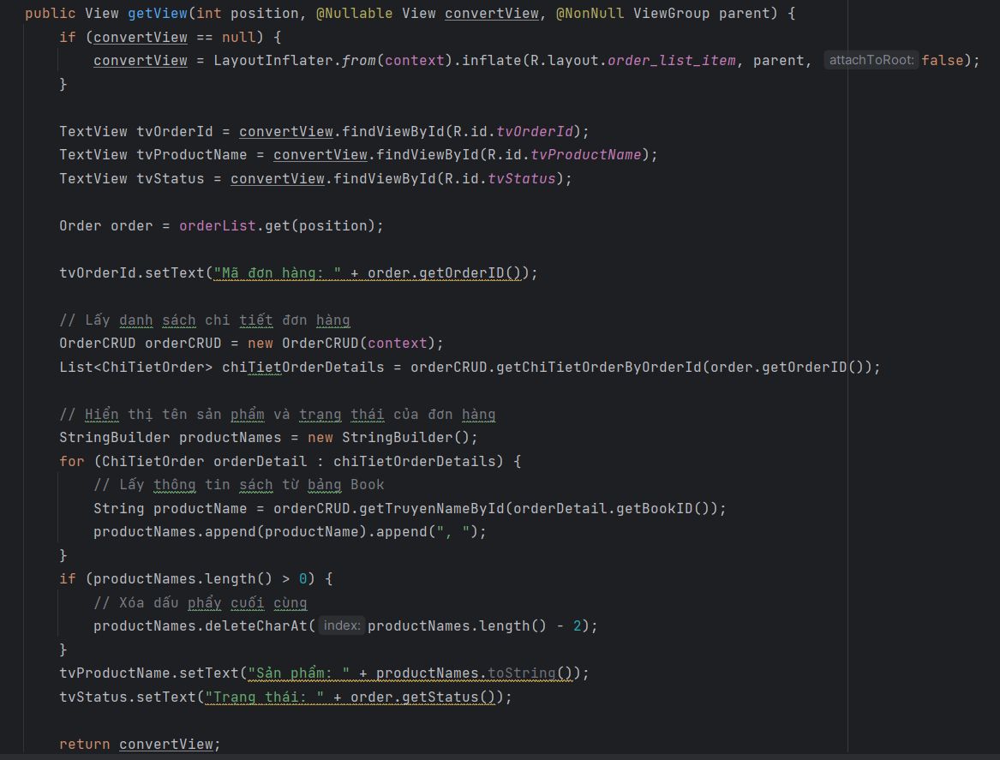 public View getView(int position, @Nullable View convertView, @NonNull ViewGroup parent) {
    if (convertView == null) {
        convertView = LayoutInflater.from(context).inflate(R.layout.order_list_item, parent, attachToRoot: false);
    }

    TextView tvOrderId = convertView.findViewById(R.id.tvOrderId);
    TextView tvProductName = convertView.findViewById(R.id.tvProductName);
    TextView tvStatus = convertView.findViewById(R.id.tvStatus);

    Order order = orderList.get(position);

    tvOrderId.setText("Mã đơn hàng: " + order.getOrderID());

    // Lấy danh sách chi tiết đơn hàng
    OrderCRUD orderCRUD = new OrderCRUD(context);
    List<ChiTietOrder> chiTietOrderDetails = orderCRUD.getChiTietOrderByOrderId(order.getOrderID());

    // Hiển thị tên sản phẩm và trạng thái của đơn hàng
    StringBuilder productNames = new StringBuilder();
    for (ChiTietOrder orderDetail : chiTietOrderDetails) {
        // Lấy thông tin sách từ bảng Book
        String productName = orderCRUD.getTruyenNameById(orderDetail.getBookID());
        productNames.append(productName).append(", ");
    }
    if (productNames.length() > 0) {
        // Xóa dấu phẩy cuối cùng
        productNames.deleteCharAt( index: productNames.length() - 2);
    }
    tvProductName.setText("Sản phẩm: " + productNames.toString());
    tvStatus.setText("Trạng thái: " + order.getStatus());

    return convertView;